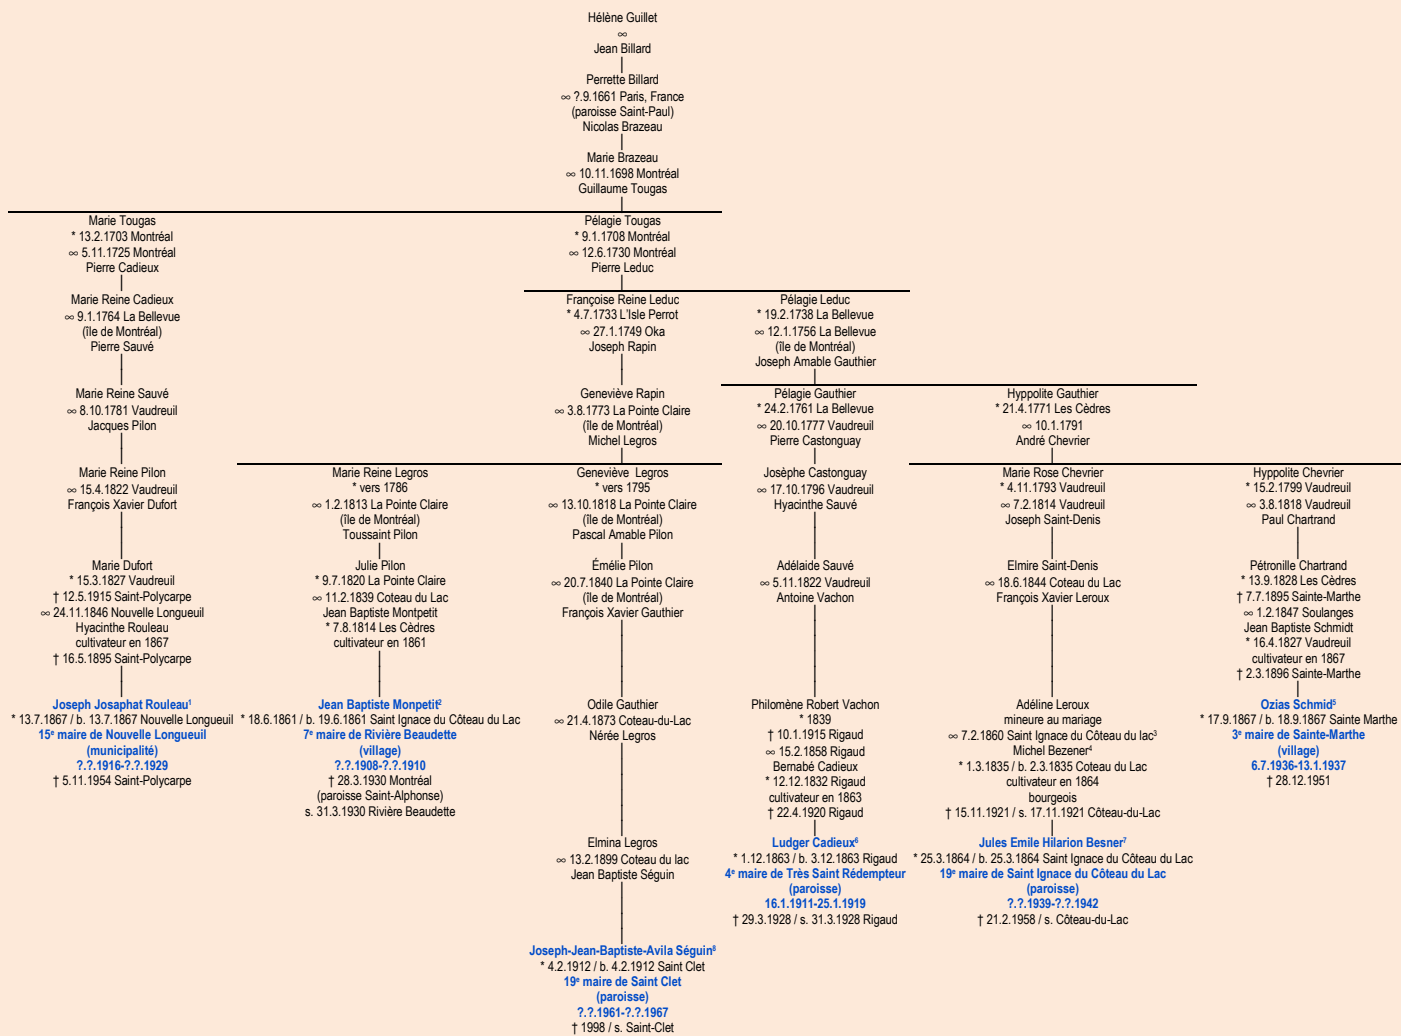 Hélène Guillet
∞
Jean Billard
Perrette Billard
∞ ?.9.1661 Paris, France
(paroisse Saint-Paul)
Nicolas Brazeau
Marie Brazeau
∞ 10.11.1698 Montréal
Guillaume Tougas
Marie Tougas
* 13.2.1703 Montréal
∞ 5.11.1725 Montréal
Pierre Cadieux
Pélagie Tougas
* 9.1.1708 Montréal
∞ 12.6.1730 Montréal
Pierre Leduc
Marie Reine Cadieux
∞ 9.1.1764 La Bellevue
(île de Montréal)
Pierre Sauvé
Françoise Reine Leduc
* 4.7.1733 L'Isle Perrot
∞ 27.1.1749 Oka
Joseph Rapin
Pélagie Leduc
* 19.2.1738 La Bellevue
∞ 12.1.1756 La Bellevue
(île de Montréal)
Joseph Amable Gauthier
Marie Reine Sauvé
∞ 8.10.1781 Vaudreuil
Jacques Pilon
Geneviève Rapin
∞ 3.8.1773 La Pointe Claire
(île de Montréal)
Michel Legros
Pélagie Gauthier
* 24.2.1761 La Bellevue
∞ 20.10.1777 Vaudreuil
Pierre Castonguay
Hyppolite Gauthier
* 21.4.1771 Les Cèdres
∞ 10.1.1791
André Chevrier
Marie Reine Pilon
∞ 15.4.1822 Vaudreuil
François Xavier Dufort
Marie Reine Legros
* vers 1786
∞ 1.2.1813 La Pointe Claire
(île de Montréal)
Toussaint Pilon
Geneviève Legros
* vers 1795
∞ 13.10.1818 La Pointe Claire
(île de Montréal)
Pascal Amable Pilon
Josèphe Castonguay
∞ 17.10.1796 Vaudreuil
Hyacinthe Sauvé
Marie Rose Chevrier
* 4.11.1793 Vaudreuil
∞ 7.2.1814 Vaudreuil
Joseph Saint-Denis
Hyppolite Chevrier
* 15.2.1799 Vaudreuil
∞ 3.8.1818 Vaudreuil
Paul Chartrand
Marie Dufort
* 15.3.1827 Vaudreuil
† 12.5.1915 Saint-Polycarpe
∞ 24.11.1846 Nouvelle Longueuil
Hyacinthe Rouleau
cultivateur en 1867
† 16.5.1895 Saint-Polycarpe
Julie Pilon
* 9.7.1820 La Pointe Claire
∞ 11.2.1839 Coteau du Lac
Jean Baptiste Montpetit
* 7.8.1814 Les Cèdres
cultivateur en 1861
Émélie Pilon
∞ 20.7.1840 La Pointe Claire
(île de Montréal)
François Xavier Gauthier
Adélaide Sauvé
∞ 5.11.1822 Vaudreuil
Antoine Vachon
Elmire Saint-Denis
∞ 18.6.1844 Coteau du Lac
François Xavier Leroux
Pétronille Chartrand
* 13.9.1828 Les Cèdres
† 7.7.1895 Sainte-Marthe
∞ 1.2.1847 Soulanges
Jean Baptiste Schmidt
* 16.4.1827 Vaudreuil
cultivateur en 1867
† 2.3.1896 Sainte-Marthe
Joseph Josaphat Rouleau¹
* 13.7.1867 / b. 13.7.1867 Nouvelle Longueuil
15e maire de Nouvelle Longueuil
(municipalité)
?.?.1916-?.?.1929
† 5.11.1954 Saint-Polycarpe
Jean Baptiste Monpetit²
* 18.6.1861 / b. 19.6.1861 Saint Ignace du Côteau du Lac
7e maire de Rivière Beaudette
(village)
?.?.1908-?.?.1910
† 28.3.1930 Montréal
(paroisse Saint-Alphonse)
s. 31.3.1930 Rivière Beaudette
Odile Gauthier
∞ 21.4.1873 Coteau-du-Lac
Nérée Legros
Philomène Robert Vachon
* 1839
† 10.1.1915 Rigaud
∞ 15.2.1858 Rigaud
Bernabé Cadieux
* 12.12.1832 Rigaud
cultivateur en 1863
† 22.4.1920 Rigaud
Adéline Leroux
mineure au mariage
∞ 7.2.1860 Saint Ignace du Côteau du lac³
Michel Bezener⁴
* 1.3.1835 / b. 2.3.1835 Coteau du Lac
cultivateur en 1864
bourgeois
† 15.11.1921 / s. 17.11.1921 Côteau-du-Lac
Ozias Schmid⁵
* 17.9.1867 / b. 18.9.1867 Sainte Marthe
3e maire de Sainte-Marthe
(village)
6.7.1936-13.1.1937
† 28.12.1951
Elmina Legros
∞ 13.2.1899 Coteau du lac
Jean Baptiste Séguin
Ludger Cadieux⁶
* 1.12.1863 / b. 3.12.1863 Rigaud
4e maire de Très Saint Rédempteur
(paroisse)
16.1.1911-25.1.1919
† 29.3.1928 / s. 31.3.1928 Rigaud
Jules Emile Hilarion Besner⁷
* 25.3.1864 / b. 25.3.1864 Saint Ignace du Côteau du Lac
19e maire de Saint Ignace du Côteau du Lac
(paroisse)
?.?.1939-?.?.1942
† 21.2.1958 / s. Côteau-du-Lac
Joseph-Jean-Baptiste-Avila Séguin⁸
* 4.2.1912 / b. 4.2.1912 Saint Clet
19e maire de Saint Clet
(paroisse)
?.?.1961-?.?.1967
† 1998 / s. Saint-Clet